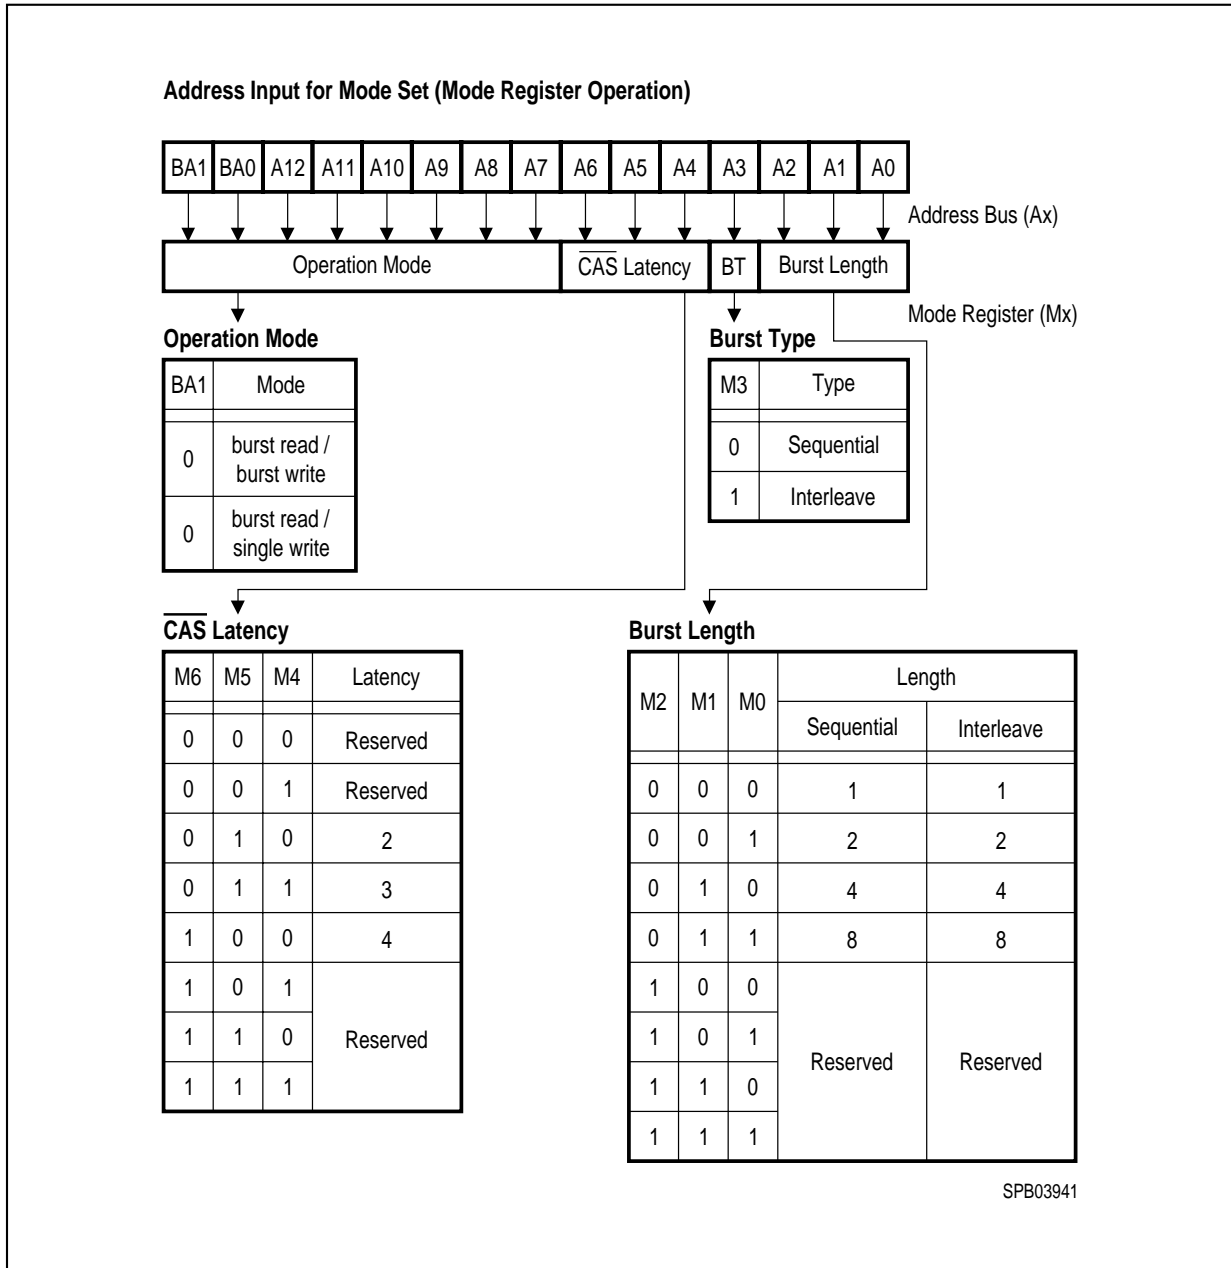 Address Input for Mode Set (Mode Register Operation)
BA1 BA0 A12 A11 A10 A9 A8 A7 A6 A5 A4 A3 A2 A1 A0
Address Bus (Ax)
Operation Mode CAS Latency BT Burst Length
Mode Register (Mx)
Operation Mode
BA1 Mode
0 burst read /
burst write
0 burst read /
single write
Burst Type
M3 Type
0 Sequential
1 Interleave
CAS Latency
M6 M5 M4 Latency
0 0 0 Reserved
0 0 1 Reserved
0 1 0 2
0 1 1 3
1 0 0 4
1 0 1
1 1 0 Reserved
1 1 1
Burst Length
M2 M1 M0 Length
Sequential Interleave
0 0 0 1 1
0 0 1 2 2
0 1 0 4 4
0 1 1 8 8
1 0 0
1 0 1
Reserved Reserved
1 1 0
1 1 1
SPB03941